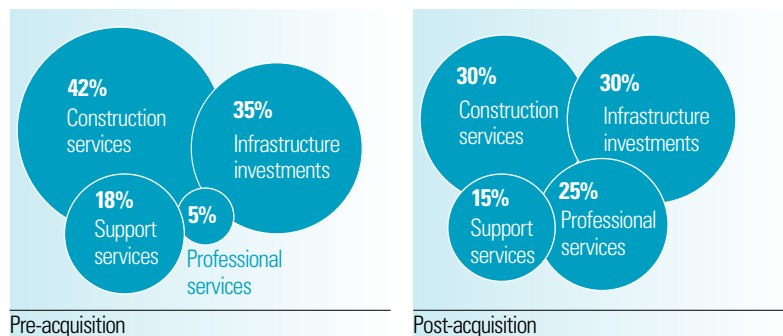 42%
Construction
services
35%
Infrastructure
investments
18%
Support
services
5%
Professional
services
Pre-acquisition
30%
Construction
services
30%
Infrastructure
investments
15%
Support
services
25%
Professional
services
Post-acquisition